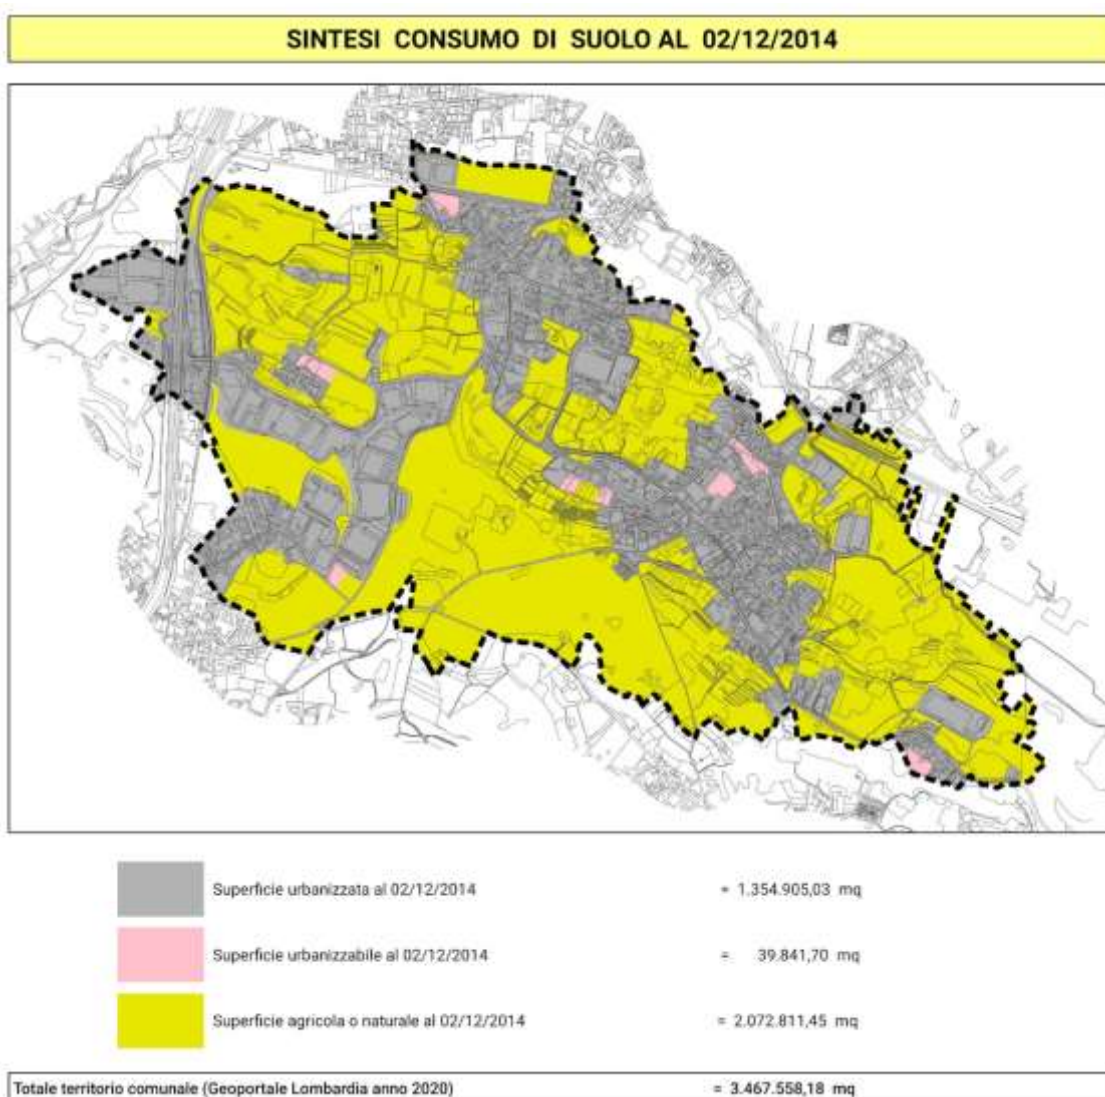 SINTESI CONSUMO DI SUOLO AL 02/12/2014
Superficie urbanizzata al 02/12/2014 = 1.354.905,03 mq
Superficie urbanizzabile al 02/12/2014 = 39.841,70 mq
Superficie agricola o naturale al 02/12/2014 = 2.072.811,45 mq
Totale territorio comunale (Geoportale Lombardia anno 2020) = 3.467.558,18 mq